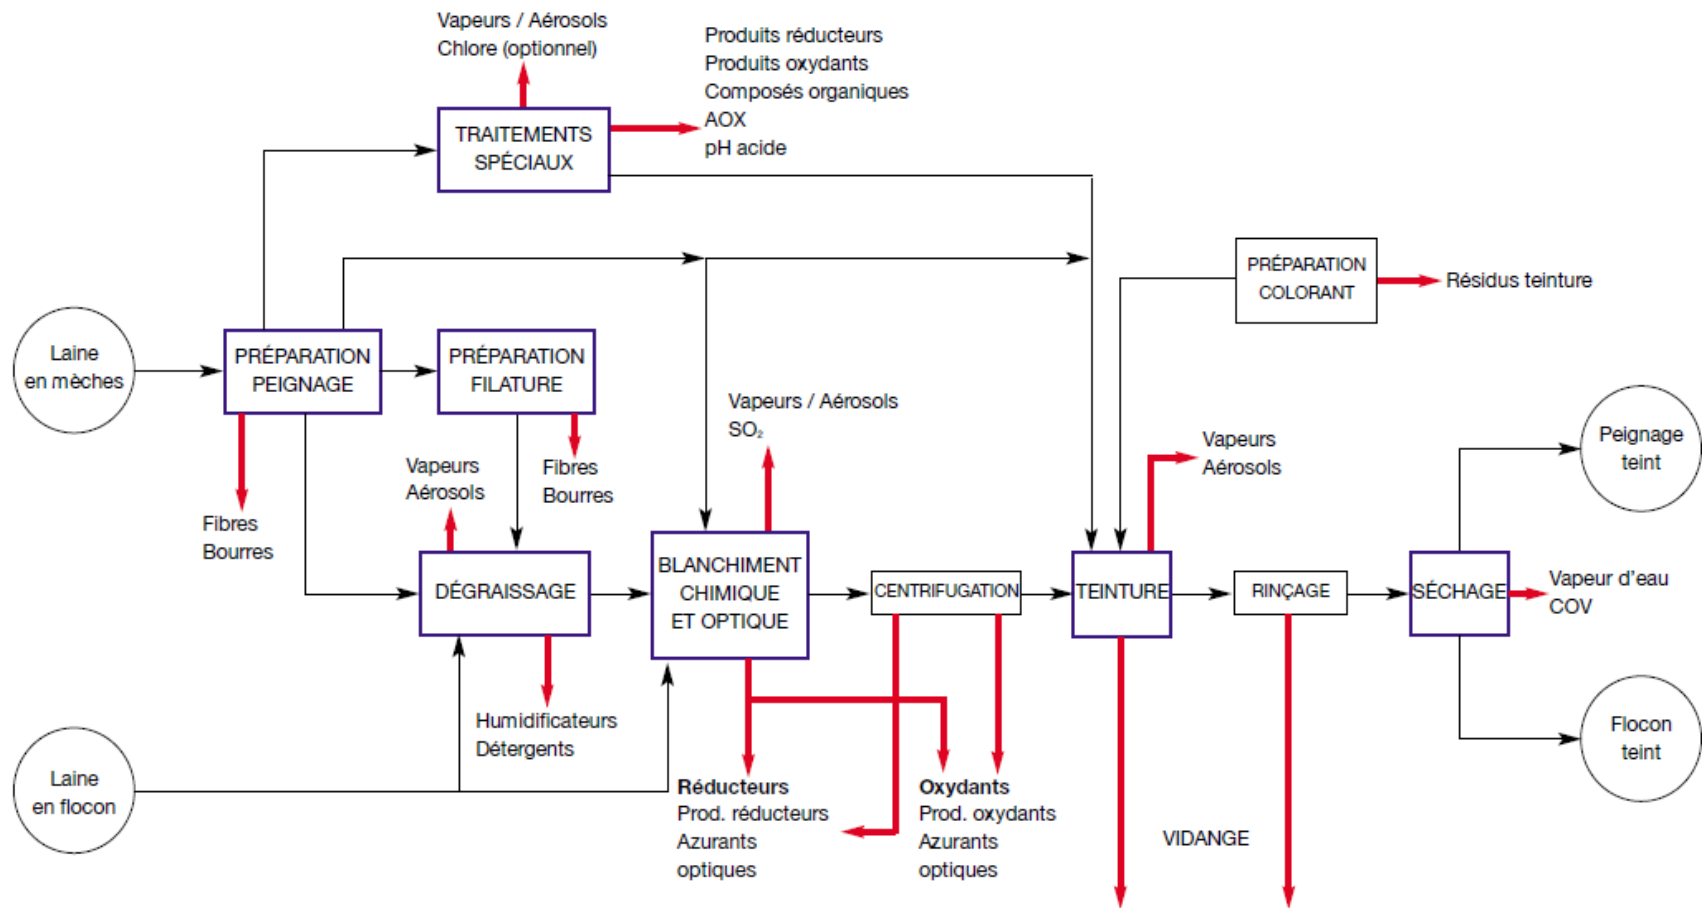 Vapeurs / Aérosols
Chlore (optionnel)
Produits réducteurs
Produits oxydants
Composés organiques
AOX
pH acide
TRAITEMENTS
SPÉCIAUX
PRÉPARATION
COLORANT
Résidus teinture
Laine
en mèches
PRÉPARATION
PEIGNAGE
PRÉPARATION
FILATURE
Vapeurs / Aérosols
SO₂
Peignage
teint
Vapeurs
Aérosols
Vapeurs
Aérosols
Fibres
Bourres
Fibres
Bourres
DÉGRAISSAGE
BLANCHIMENT
CHIMIQUE
ET OPTIQUE
CENTRIFUGATION
TEINTURE
RINÇAGE
SÉCHAGE
Vapeur d'eau
COV
Humidificateurs
Détergents
Flocon
teint
Laine
en flocon
Réducteurs
Prod. réducteurs
Azurants
optiques
Oxydants
Prod. oxydants
Azurants
optiques
VIDANGE